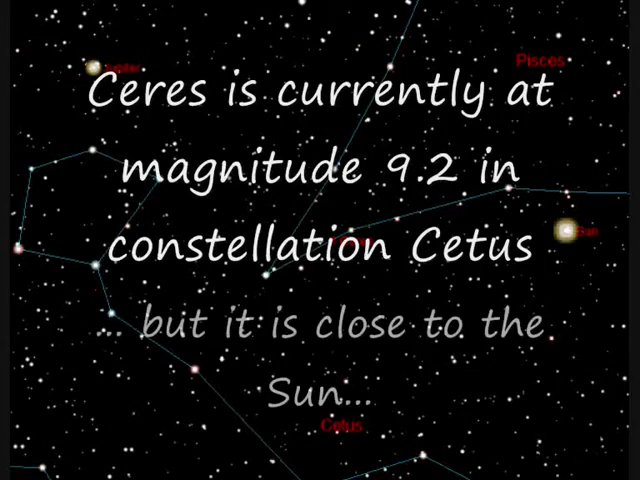 Jupiter
Pisces
Ceres is currently at
magnitude 9.2 in
Sun
constellation Cetus
... but it is close to the
Sun...
Cetus